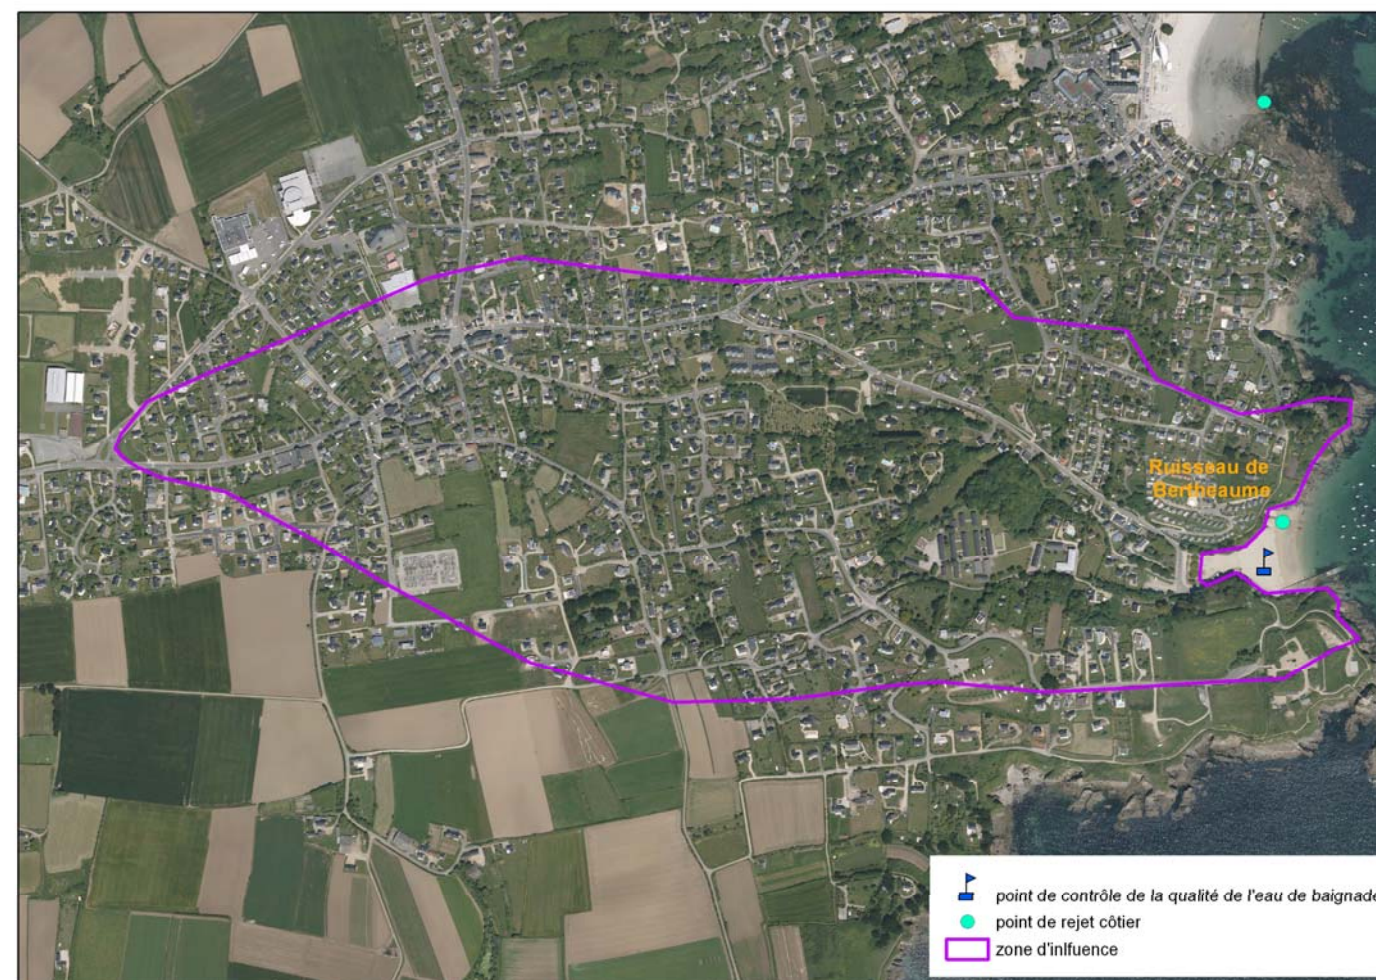 Ruisseau de
Bertheaume
point de contrôle de la qualité de l'eau de baignade
point de rejet côtier
zone d'inlfuence